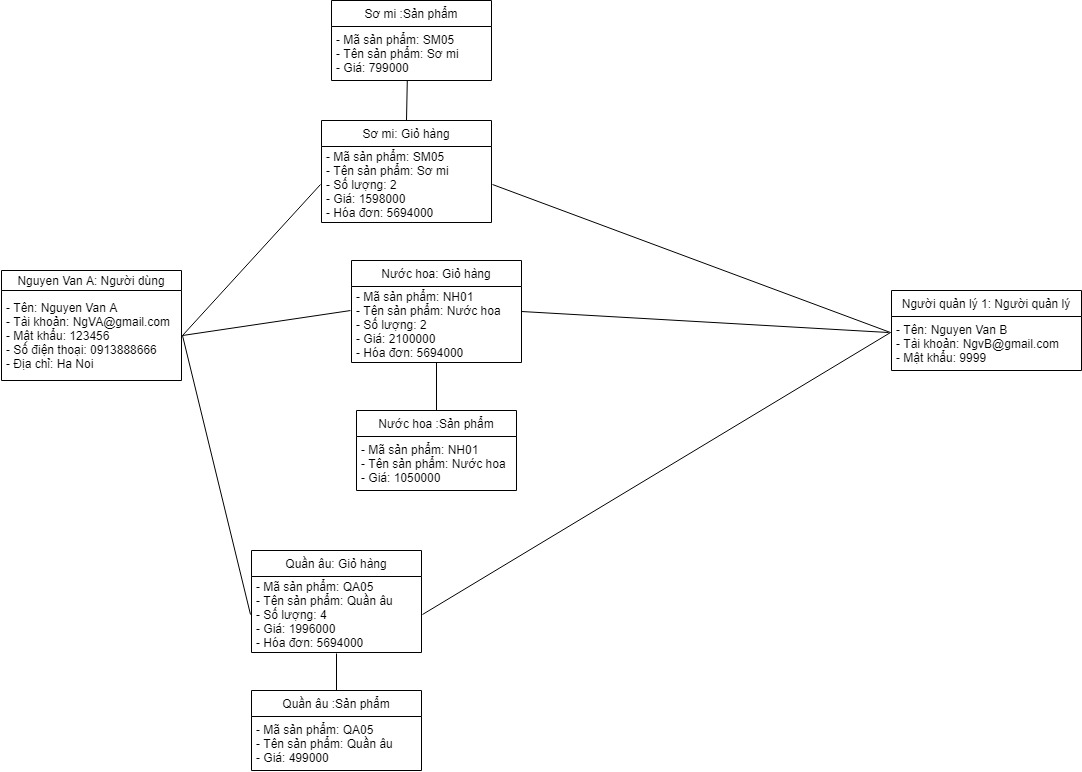 Sơ mi :Sản phẩm
- Mã sản phẩm: SM05
- Tên sản phẩm: Sơ mi
- Giá: 799000
Sơ mi: Giỏ hàng
- Mã sản phẩm: SM05
- Tên sản phẩm: Sơ mi
- Số lượng: 2
- Giá: 1598000
- Hóa đơn: 5694000
Nguyen Van A: Người dùng
- Tên: Nguyen Van A
- Tài khoản: NgVA@gmail.com
- Mật khẩu: 123456
- Số điện thoại: 0913888666
- Địa chỉ: Ha Noi
Nước hoa: Giỏ hàng
- Mã sản phẩm: NH01
- Tên sản phẩm: Nước hoa
- Số lượng: 2
- Giá: 2100000
- Hóa đơn: 5694000
Người quản lý 1: Người quản lý
- Tên: Nguyen Van B
- Tài khoản: NgvB@gmail.com
- Mật khẩu: 9999
Nước hoa :Sản phẩm
- Mã sản phẩm: NH01
- Tên sản phẩm: Nước hoa
- Giá: 1050000
Quần âu: Giỏ hàng
- Mã sản phẩm: QA05
- Tên sản phẩm: Quần âu
- Số lượng: 4
- Giá: 1996000
- Hóa đơn: 5694000
Quần âu :Sản phẩm
- Mã sản phẩm: QA05
- Tên sản phẩm: Quần âu
- Giá: 499000